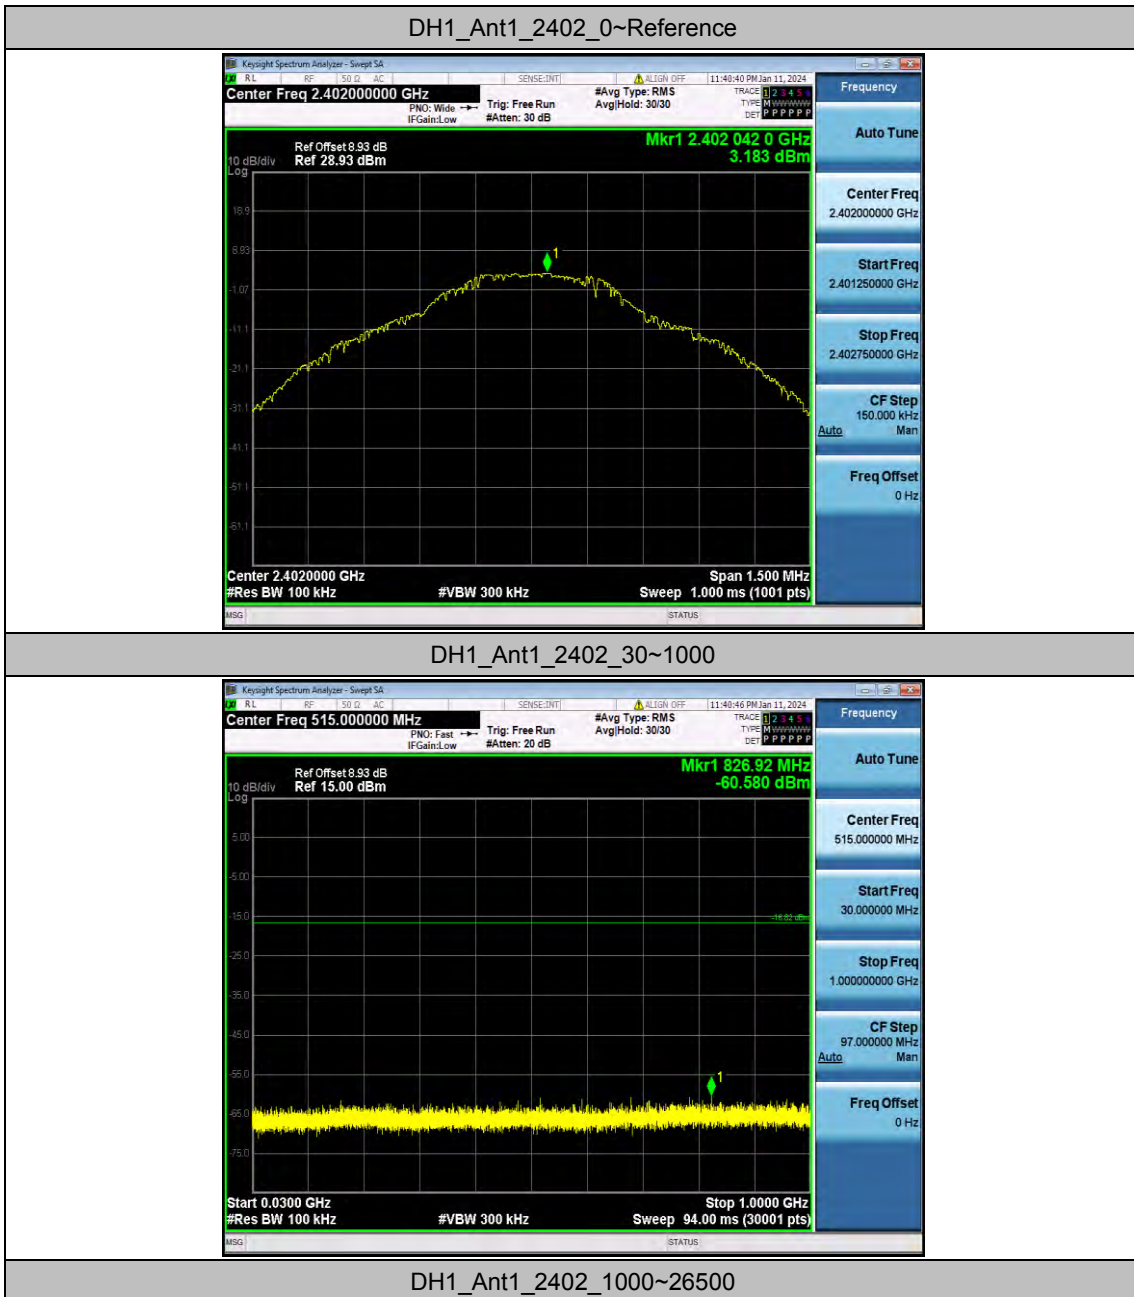 DH1_Ant1_2402_0~Reference
Keysight Spectrum Analyzer - Swept SA
RL RF 50 Ω AC SENSE:INT ALIGN OFF 11:40:40 PM Jan 11, 2024
Center Freq 2.402000000 GHz #Avg Type: RMS TRACE 1 2 3 4 5 6
PNO: Wide Trig: Free Run Avg|Hold: 30/30 TYPE M WWWWW
IFGain:Low #Atten: 30 dB DET P P P P P P
Frequency
Mkr1 2.402 042 0 GHz
Ref Offset 8.93 dB
10 dB/div Ref 28.93 dBm 3.183 dBm
Log
18.9
8.93
-1.07
-11.1
-21.1
-31.1
-41.1
-51.1
-61.1
1
Center 2.4020000 GHz Span 1.500 MHz
#Res BW 100 kHz #VBW 300 kHz Sweep 1.000 ms (1001 pts)
MSG STATUS
Auto Tune
Center Freq
2.402000000 GHz
Start Freq
2.401250000 GHz
Stop Freq
2.402750000 GHz
CF Step
150.000 kHz
Auto Man
Freq Offset
0 Hz
DH1_Ant1_2402_30~1000
Keysight Spectrum Analyzer - Swept SA
RL RF 50 Ω AC SENSE:INT ALIGN OFF 11:40:46 PM Jan 11, 2024
Center Freq 515.000000 MHz #Avg Type: RMS TRACE 1 2 3 4 5 6
PNO: Fast Trig: Free Run Avg|Hold: 30/30 TYPE M WWWWW
IFGain:Low #Atten: 20 dB DET P P P P P P
Frequency
Mkr1 826.92 MHz
Ref Offset 8.93 dB
10 dB/div Ref 15.00 dBm -60.580 dBm
Log
5.00
-5.00
-15.0
-16.82 dBm
-25.0
-35.0
-45.0
-55.0
-65.0
-75.0
1
Start 0.0300 GHz Stop 1.0000 GHz
#Res BW 100 kHz #VBW 300 kHz Sweep 94.00 ms (30001 pts)
MSG STATUS
Auto Tune
Center Freq
515.000000 MHz
Start Freq
30.000000 MHz
Stop Freq
1.000000000 GHz
CF Step
97.000000 MHz
Auto Man
Freq Offset
0 Hz
DH1_Ant1_2402_1000~26500